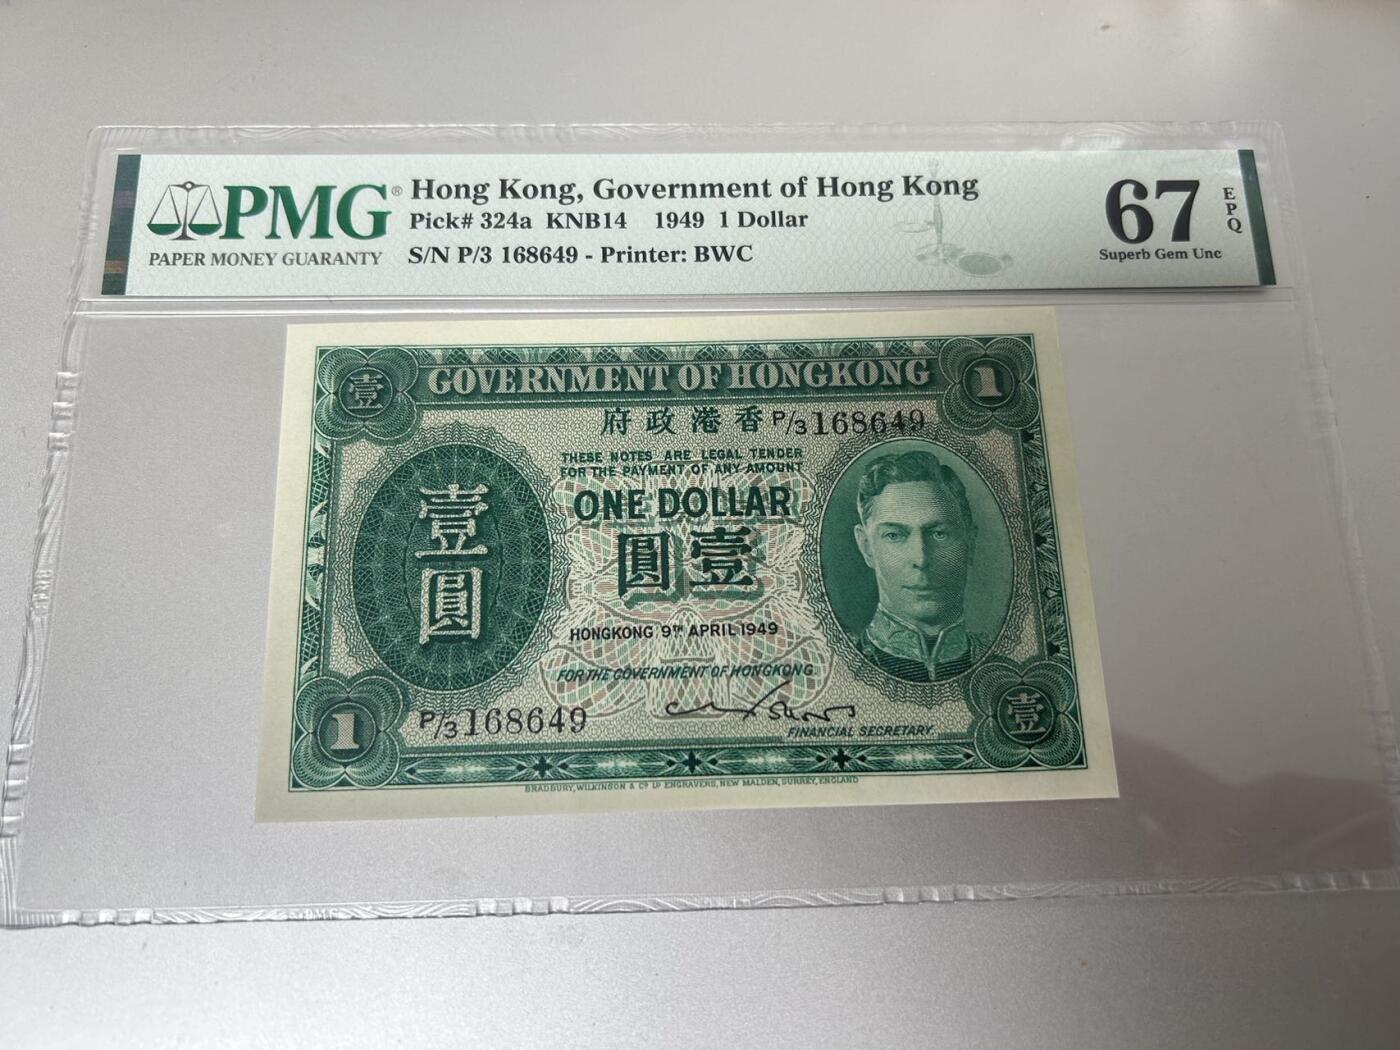 PMG®
PAPER MONEY GUARANTY
Hong Kong, Government of Hong Kong
Pick# 324a KNB14 1949 1 Dollar
S/N P/3 168649 - Printer: BWC
67
EPQ
Superb Gem Unc
壹
GOVERNMENT OF HONGKONG
1
府政港香
P/3 168649
THESE NOTES ARE LEGAL TENDER
FOR THE PAYMENT OF ANY AMOUNT
ONE DOLLAR
圓壹
壹圓
HONGKONG 9TH APRIL 1949
FOR THE GOVERNMENT OF HONGKONG
P/3 168649
FINANCIAL SECRETARY
1
壹
BRADBURY, WILKINSON & Co Ld ENGRAVERS, NEW MALDEN, SURREY, ENGLAND